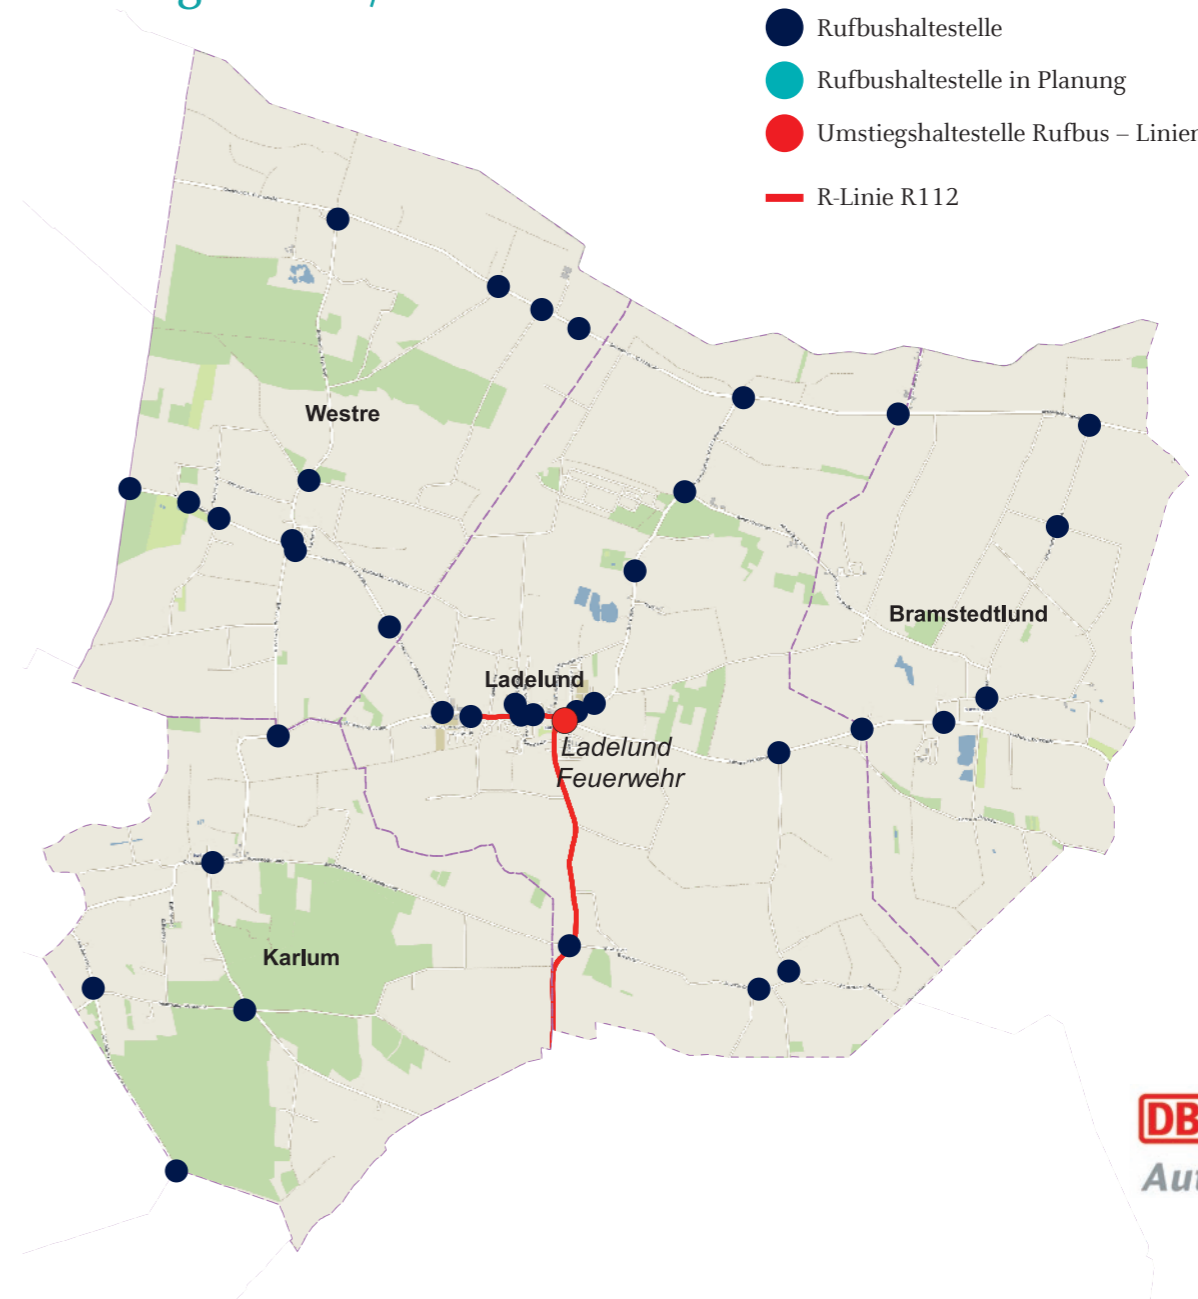 Rufbushaltestelle
Rufbushaltestelle in Planung
Umstiegshaltestelle Rufbus – Linien
R-Linie R112
Westre
Bramstedtlund
Ladelund
Ladelund
Feuerwehr
Karlum
DB